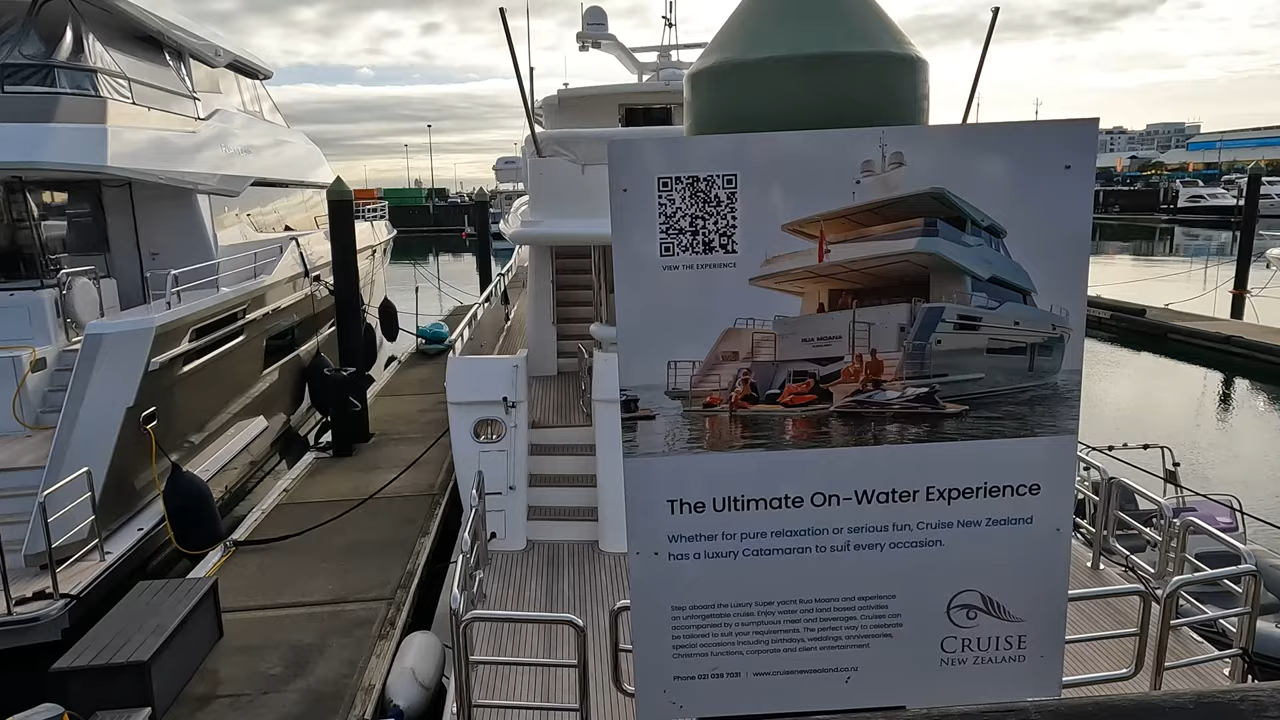 VIEW THE EXPERIENCE
RUA MOANA
The Ultimate On-Water Experience
Whether for pure relaxation or serious fun, Cruise New Zealand
has a luxury Catamaran to suit every occasion.
Step aboard the Luxury Super yacht Rua Moana and experience
an unforgettable cruise. Enjoy water and land based activities
accompanied by a sumptuous meal and beverages. Cruises can
be tailored to suit your requirements. The perfect way to celebrate
special occasions including birthdays, weddings, anniversaries,
Christmas functions, corporate and client entertainment.
Phone 021 039 7031 | www.cruisenewzealand.co.nz
CRUISE
NEW ZEALAND